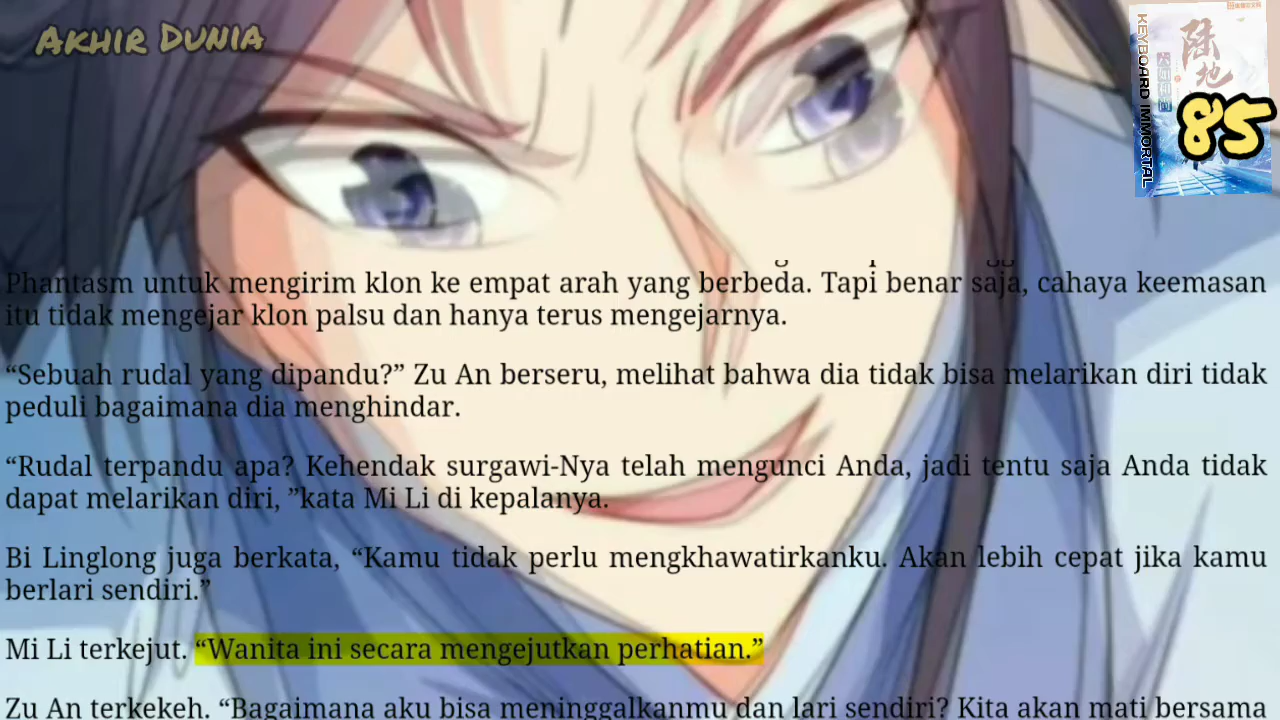 Akhir Dunia
陆地
KEYBOARD IMMORTAL
85
Phantasm untuk mengirim klon ke empat arah yang berbeda. Tapi benar saja, cahaya keemasan
itu tidak mengejar klon palsu dan hanya terus mengejarnya.
“Sebuah rudal yang dipandu?” Zu An berseru, melihat bahwa dia tidak bisa melarikan diri tidak
peduli bagaimana dia menghindar.
“Rudal terpandu apa? Kehendak surgawi-Nya telah mengunci Anda, jadi tentu saja Anda tidak
dapat melarikan diri, ”kata Mi Li di kepalanya.
Bi Linglong juga berkata, “Kamu tidak perlu mengkhawatirkanku. Akan lebih cepat jika kamu
berlari sendiri.”
Mi Li terkejut. “Wanita ini secara mengejutkan perhatian.”
Zu An terkekeh. “Bagaimana aku bisa meninggalkanmu dan lari sendiri? Kita akan mati bersama